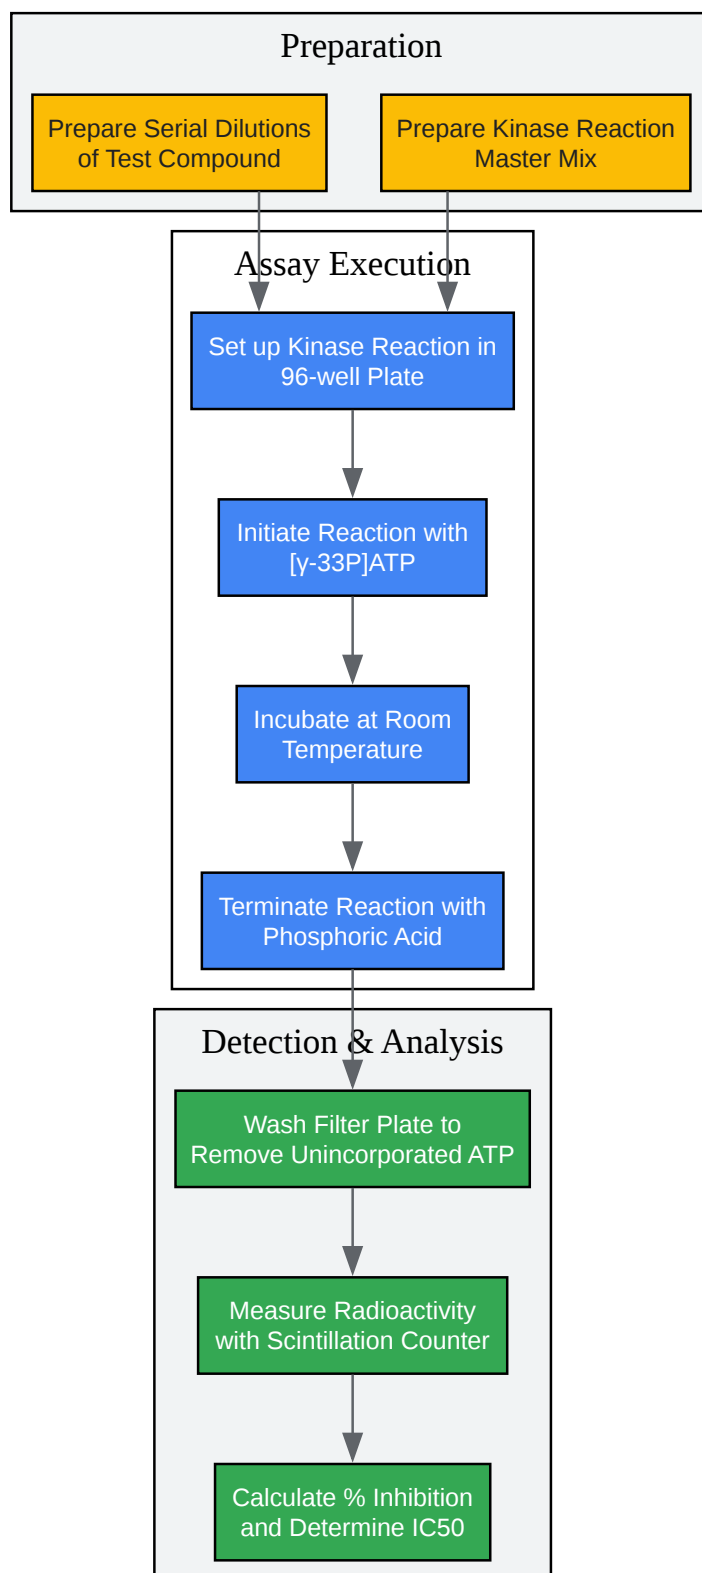 Preparation
Prepare Serial Dilutions
of Test Compound
Prepare Kinase Reaction
Master Mix
Assay Execution
Set up Kinase Reaction in
96-well Plate
Initiate Reaction with
[γ-33P]ATP
Incubate at Room
Temperature
Terminate Reaction with
Phosphoric Acid
Detection & Analysis
Wash Filter Plate to
Remove Unincorporated ATP
Measure Radioactivity
with Scintillation Counter
Calculate % Inhibition
and Determine IC50